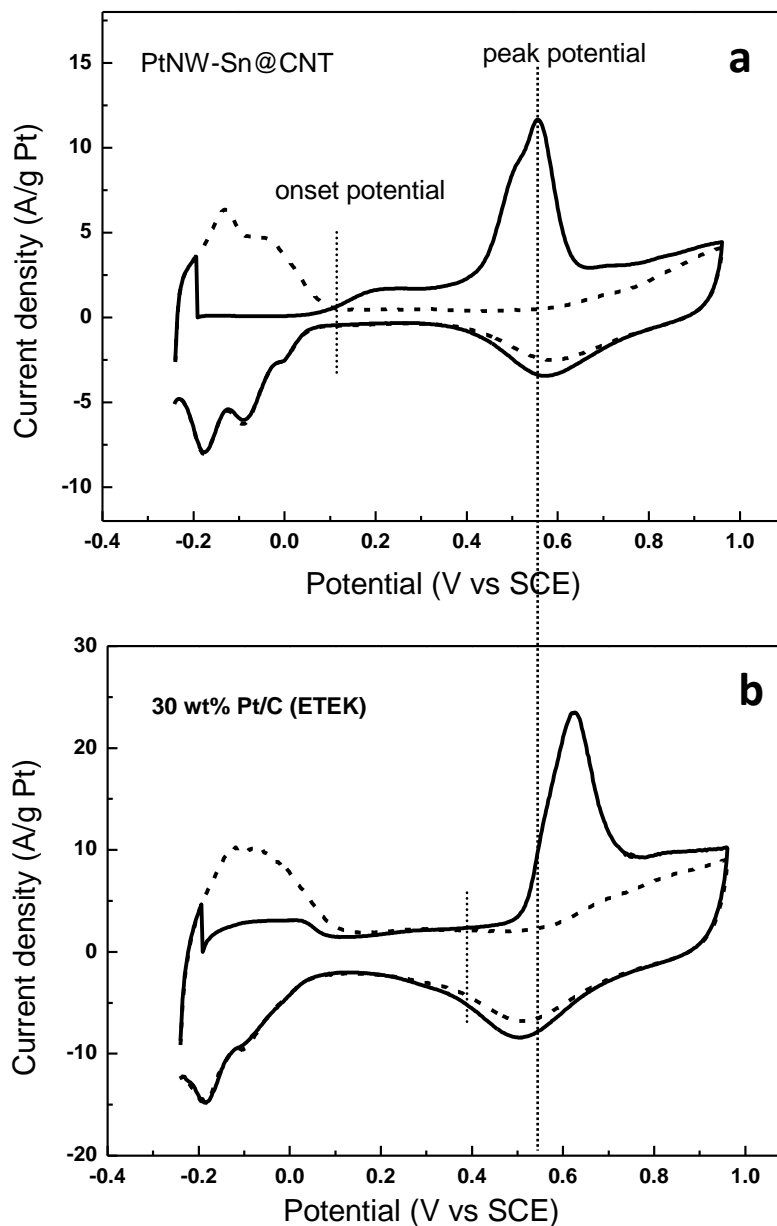 PtNW-Sn@CNT
peak potential
a
onset potential
Current density (A/g Pt)
15
10
5
0
-5
-10
-0.4
-0.2
0.0
0.2
0.4
0.6
0.8
1.0
Potential (V vs SCE)
30 wt% Pt/C (ETEK)
b
Current density (A/g Pt)
30
20
10
0
-10
-20
-0.4
-0.2
0.0
0.2
0.4
0.6
0.8
1.0
Potential (V vs SCE)